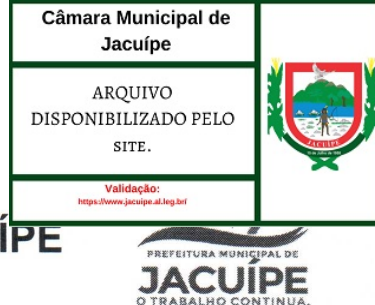 Câmara Municipal de
Jacuípe
ARQUIVO
DISPONIBILIZADO PELO
SITE.
Validação:
https://www.jacuipe.al.leg.br/
JACUÍPE
ÍPE
PREFEITURA MUNICIPAL DE
JACUÍPE
O TRABALHO CONTINUA.